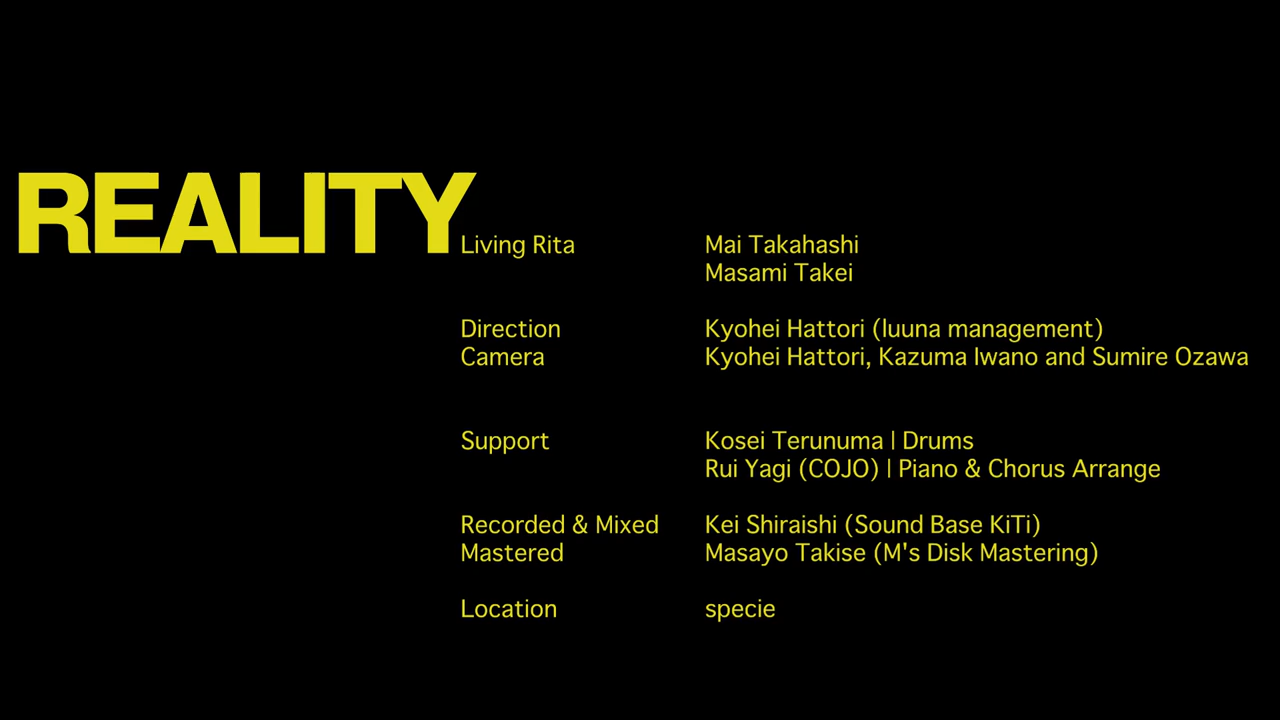 REALITY
Living Rita Mai Takahashi
Masami Takei
Direction Kyohei Hattori (luuna management)
Camera Kyohei Hattori, Kazuma Iwano and Sumire Ozawa
Support Kosei Terunuma | Drums
Rui Yagi (COJO) | Piano & Chorus Arrange
Recorded & Mixed Kei Shiraishi (Sound Base KiTi)
Mastered Masayo Takise (M's Disk Mastering)
Location specie